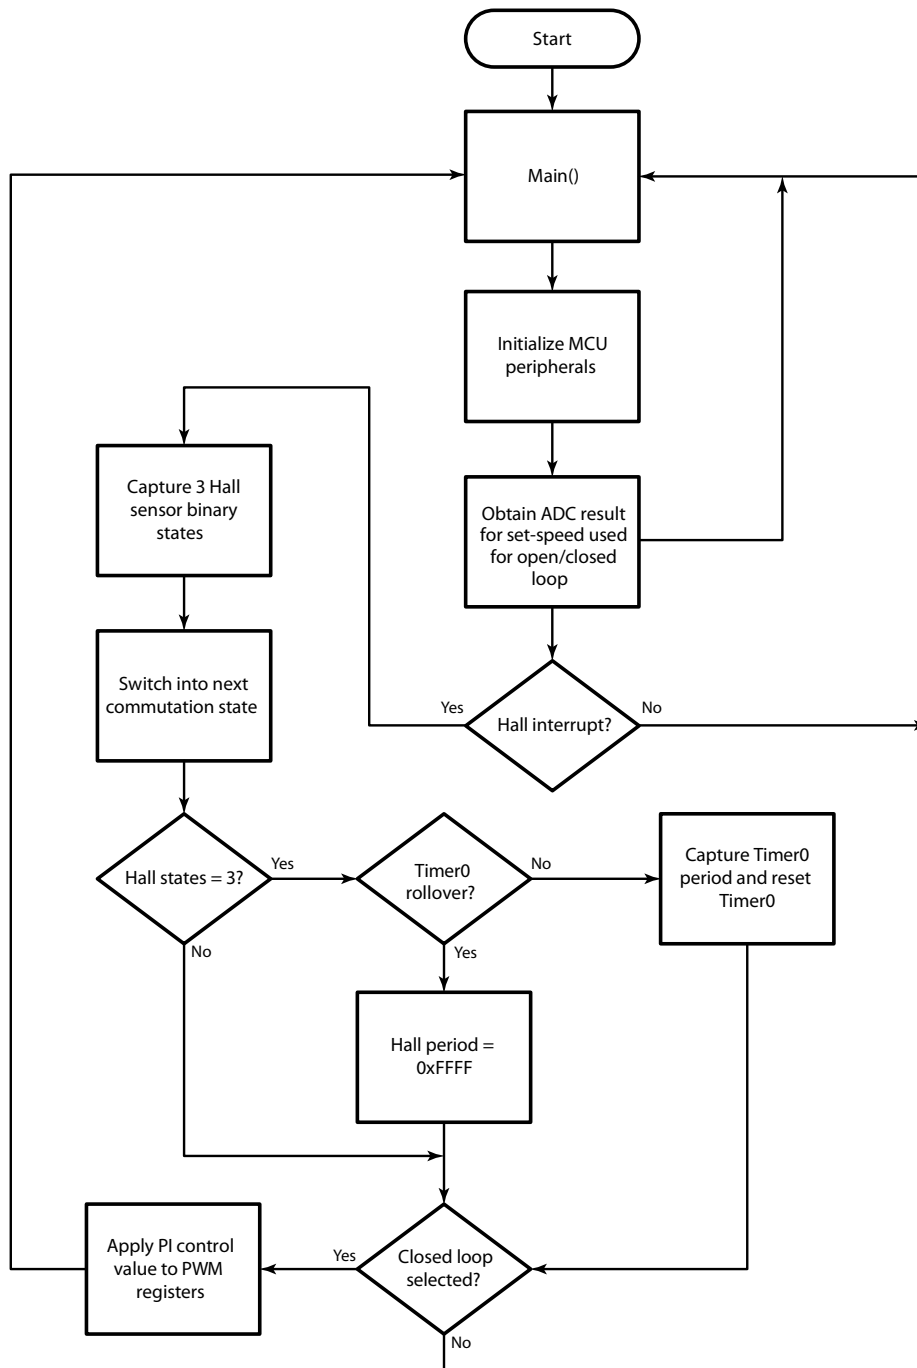 Start
Main()
Initialize MCU
peripherals
Capture 3 Hall
sensor binary
states
Obtain ADC result
for set-speed used
for open/closed
loop
Switch into next
commutation state
Yes
Hall interrupt?
No
Hall states = 3?
Yes
No
Timer0
rollover?
No
Yes
Capture Timer0
period and reset
Timer0
Hall period =
0xFFFF
Apply PI control
value to PWM
registers
Yes
Closed loop
selected?
No